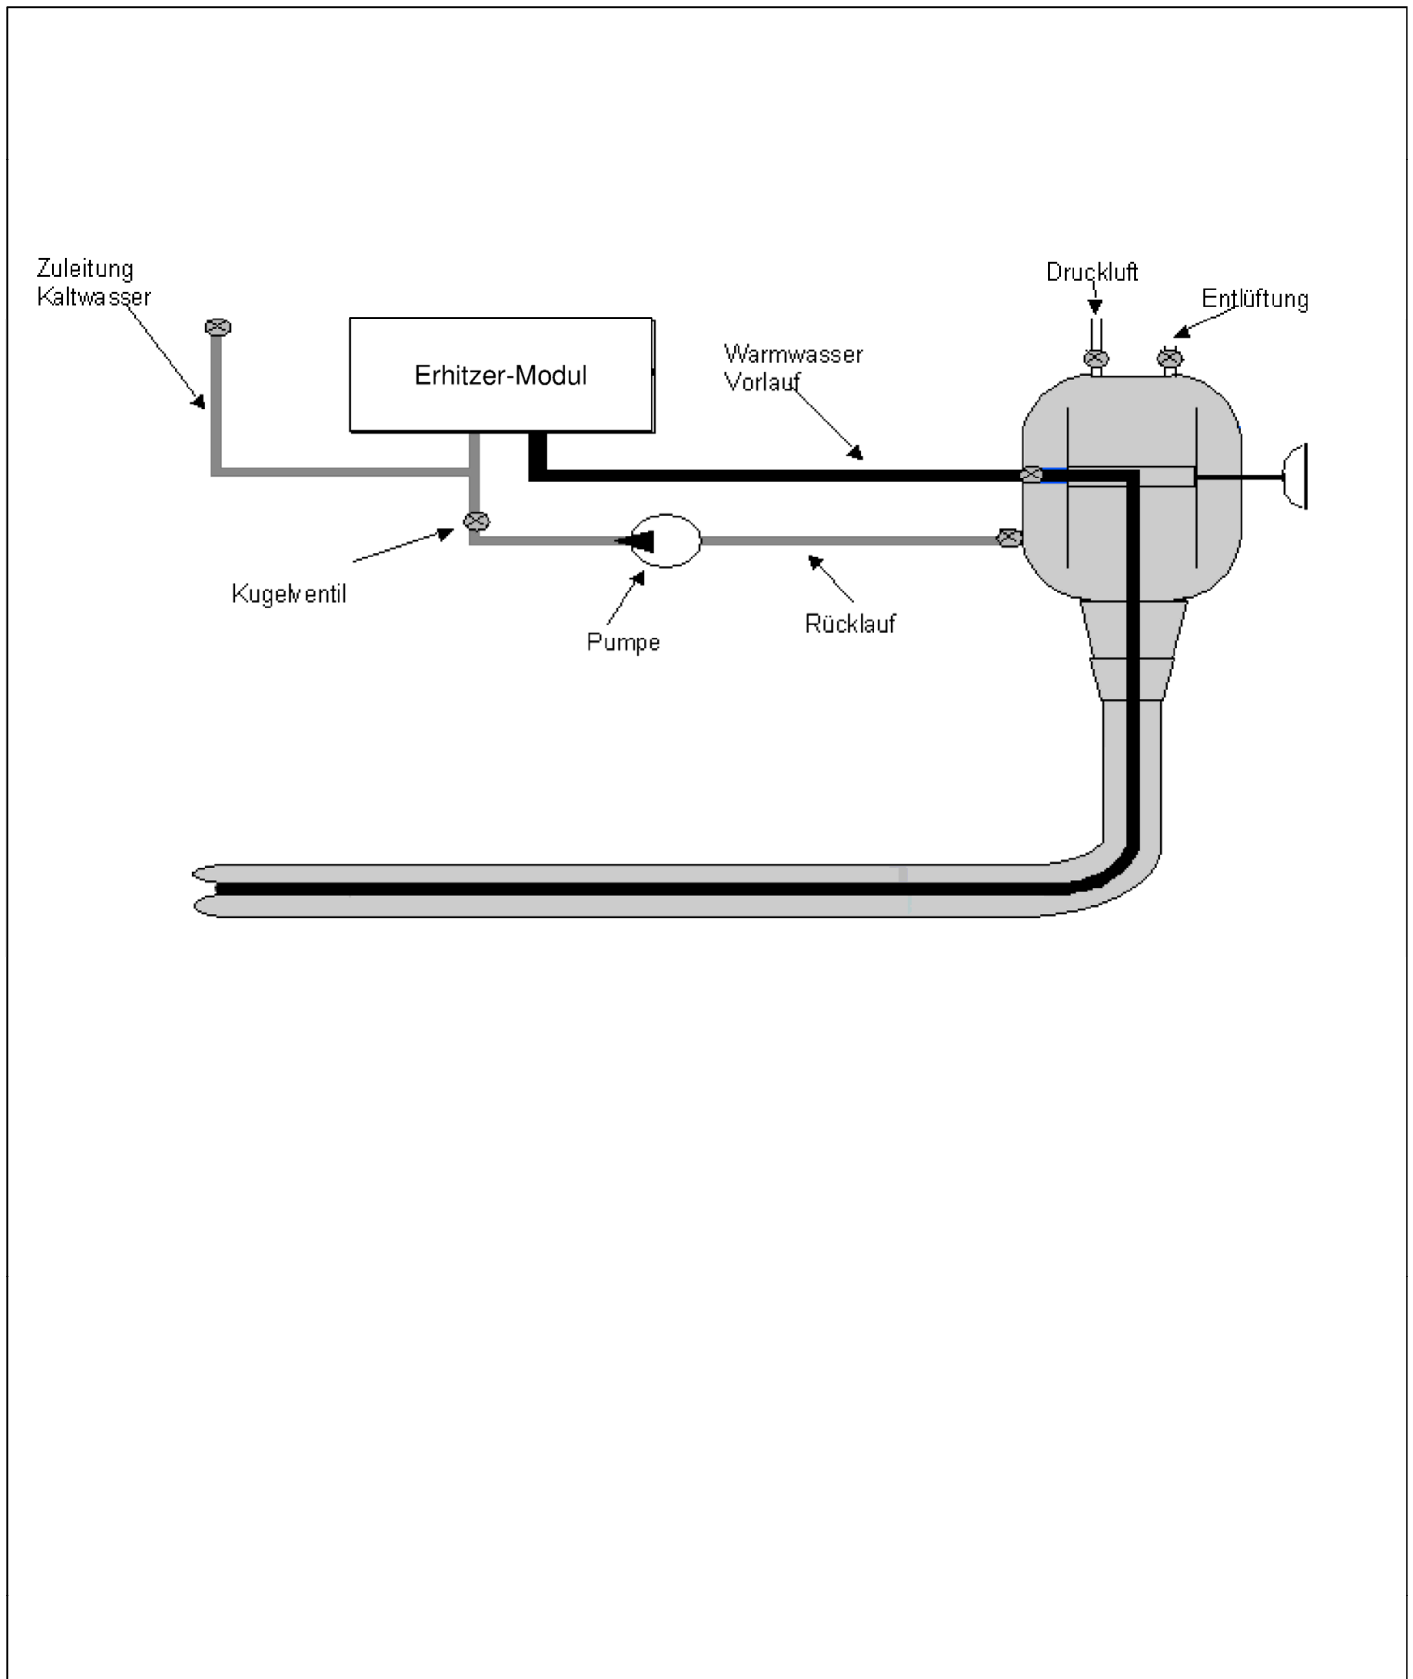 Zuleitung
Kaltwasser
Erhitzer-Modul
Warmwasser
Vorlauf
Druckluft
Entlüftung
Kugelventil
Pumpe
Rücklauf